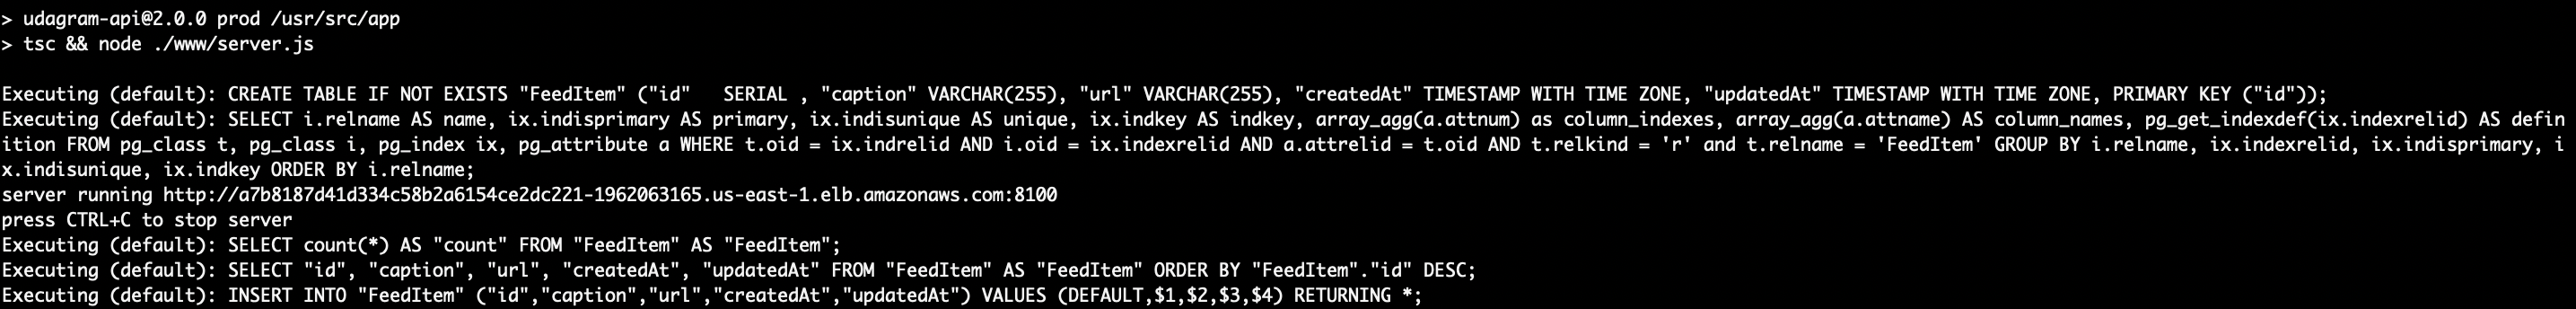 > udagram-api@2.0.0 prod /usr/src/app
> tsc && node ./www/server.js
Executing (default): CREATE TABLE IF NOT EXISTS "FeedItem" ("id"   SERIAL , "caption" VARCHAR(255), "url" VARCHAR(255), "createdAt" TIMESTAMP WITH TIME ZONE, "updatedAt" TIMESTAMP WITH TIME ZONE, PRIMARY KEY ("id"));
Executing (default): SELECT i.relname AS name, ix.indisprimary AS primary, ix.indisunique AS unique, ix.indkey AS indkey, array_agg(a.attnum) as column_indexes, array_agg(a.attname) AS column_names, pg_get_indexdef(ix.indexrelid) AS defin
ition FROM pg_class t, pg_class i, pg_index ix, pg_attribute a WHERE t.oid = ix.indrelid AND i.oid = ix.indexrelid AND a.attrelid = t.oid AND t.relkind = 'r' and t.relname = 'FeedItem' GROUP BY i.relname, ix.indexrelid, ix.indisprimary, i
x.indisunique, ix.indkey ORDER BY i.relname;
server running http://a7b8187d41d334c58b2a6154ce2dc221-1962063165.us-east-1.elb.amazonaws.com:8100
press CTRL+C to stop server
Executing (default): SELECT count(*) AS "count" FROM "FeedItem" AS "FeedItem";
Executing (default): SELECT "id", "caption", "url", "createdAt", "updatedAt" FROM "FeedItem" AS "FeedItem" ORDER BY "FeedItem"."id" DESC;
Executing (default): INSERT INTO "FeedItem" ("id","caption","url","createdAt","updatedAt") VALUES (DEFAULT,$1,$2,$3,$4) RETURNING *;